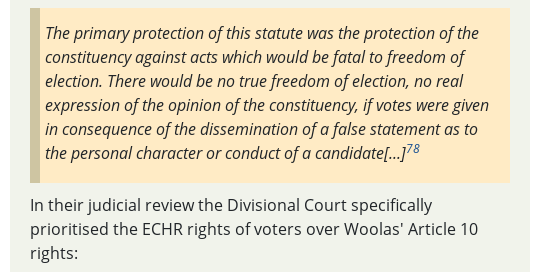 The primary protection of this statute was the protection of the
constituency against acts which would be fatal to freedom of
election. There would be no true freedom of election, no real
expression of the opinion of the constituency, if votes were given
in consequence of the dissemination of a false statement as to
the personal character or conduct of a candidate[...]78
In their judicial review the Divisional Court specifically
prioritised the ECHR rights of voters over Woolas' Article 10
rights: